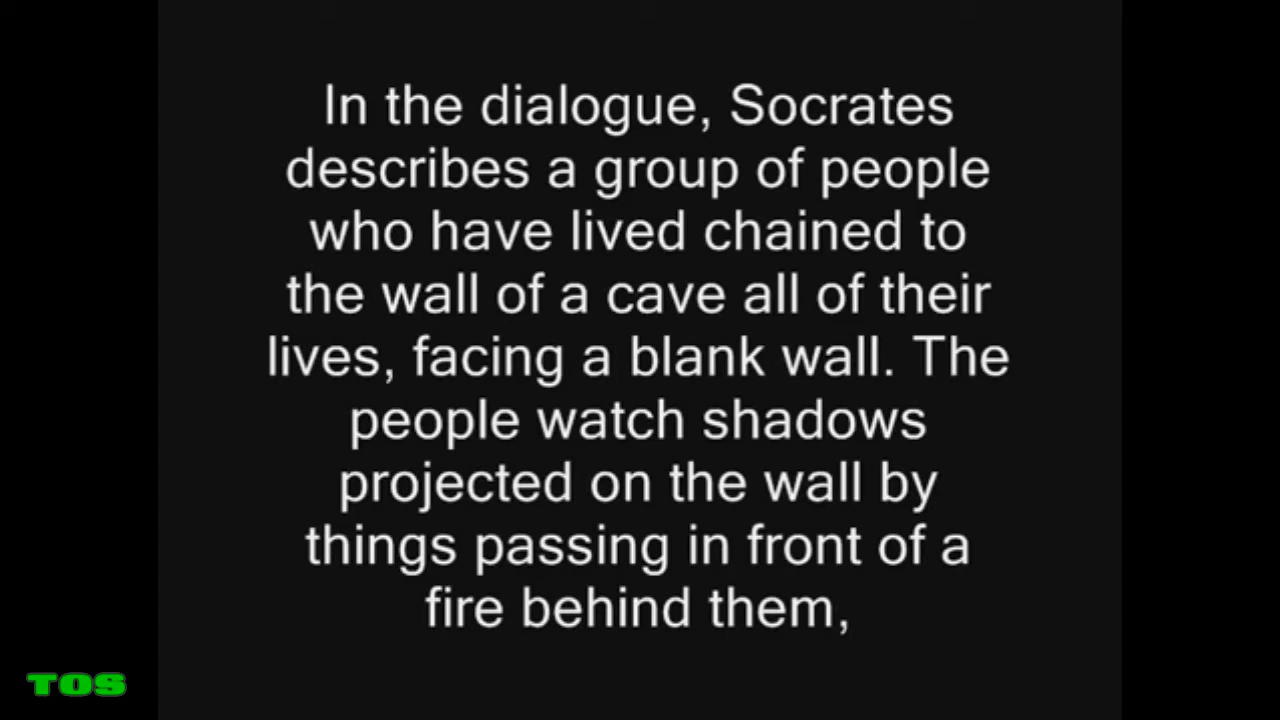 In the dialogue, Socrates
describes a group of people
who have lived chained to
the wall of a cave all of their
lives, facing a blank wall. The
people watch shadows
projected on the wall by
things passing in front of a
fire behind them,
TOS